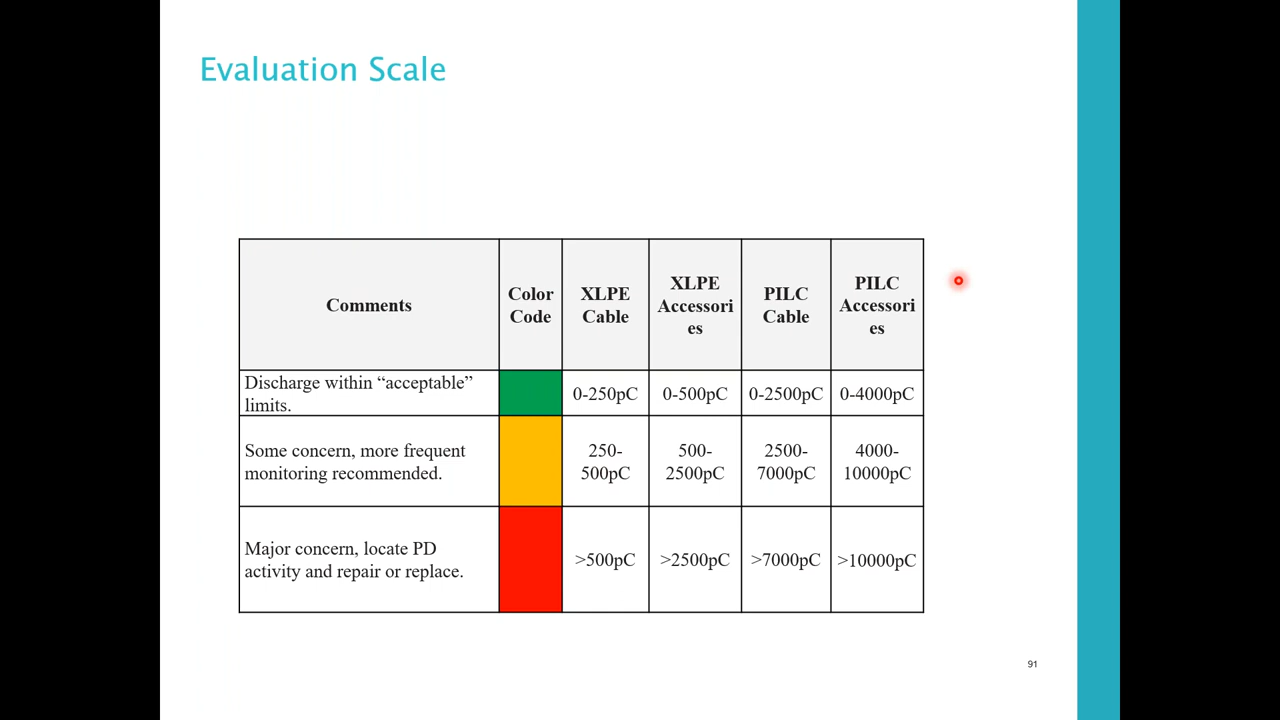 Evaluation Scale
Comments
Color
Code
XLPE
Cable
XLPE
Accessori
es
PILC
Cable
PILC
Accessori
es
Discharge within “acceptable”
limits.
0-250pC
0-500pC
0-2500pC
0-4000pC
Some concern, more frequent
monitoring recommended.
250-
500pC
500-
2500pC
2500-
7000pC
4000-
10000pC
Major concern, locate PD
activity and repair or replace.
>500pC
>2500pC
>7000pC
>10000pC
91